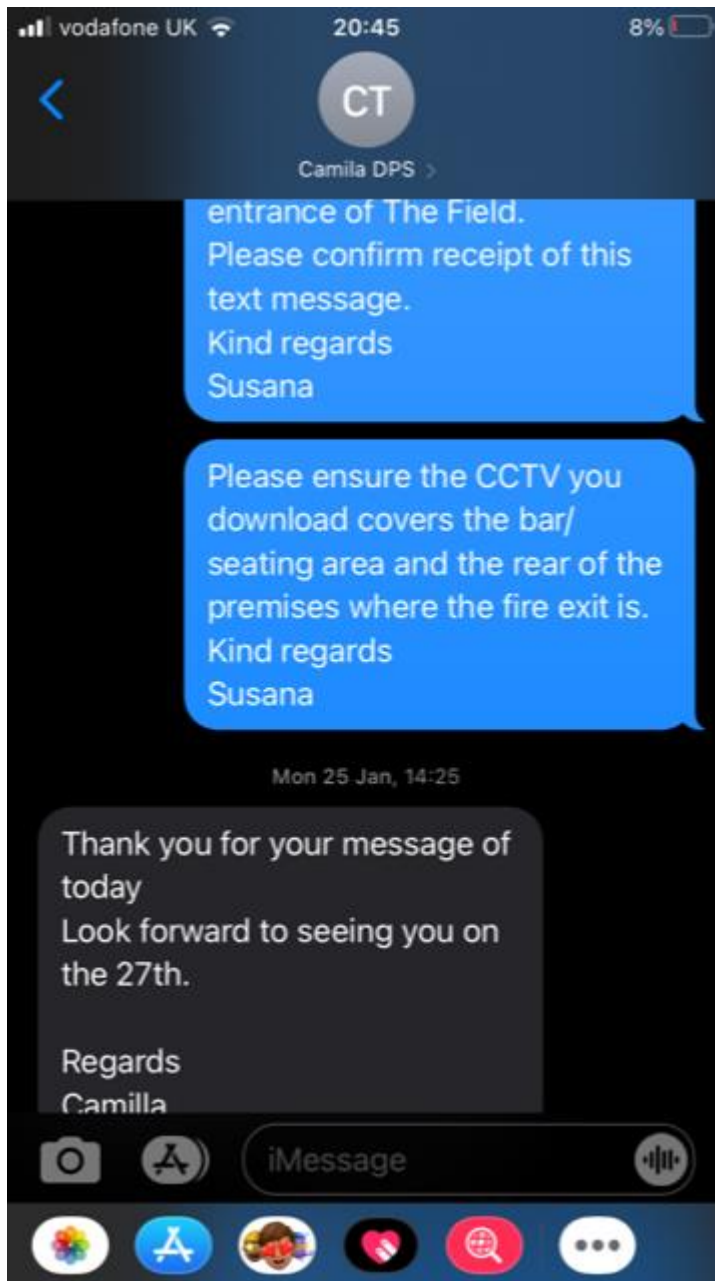 vodafone UK 20:45 8%
CT
Camila DPS
entrance of The Field.
Please confirm receipt of this
text message.
Kind regards
Susana
Please ensure the CCTV you
download covers the bar/
seating area and the rear of the
premises where the fire exit is.
Kind regards
Susana
Mon 25 Jan, 14:25
Thank you for your message of
today
Look forward to seeing you on
the 27th.
Regards
Camilla
iMessage